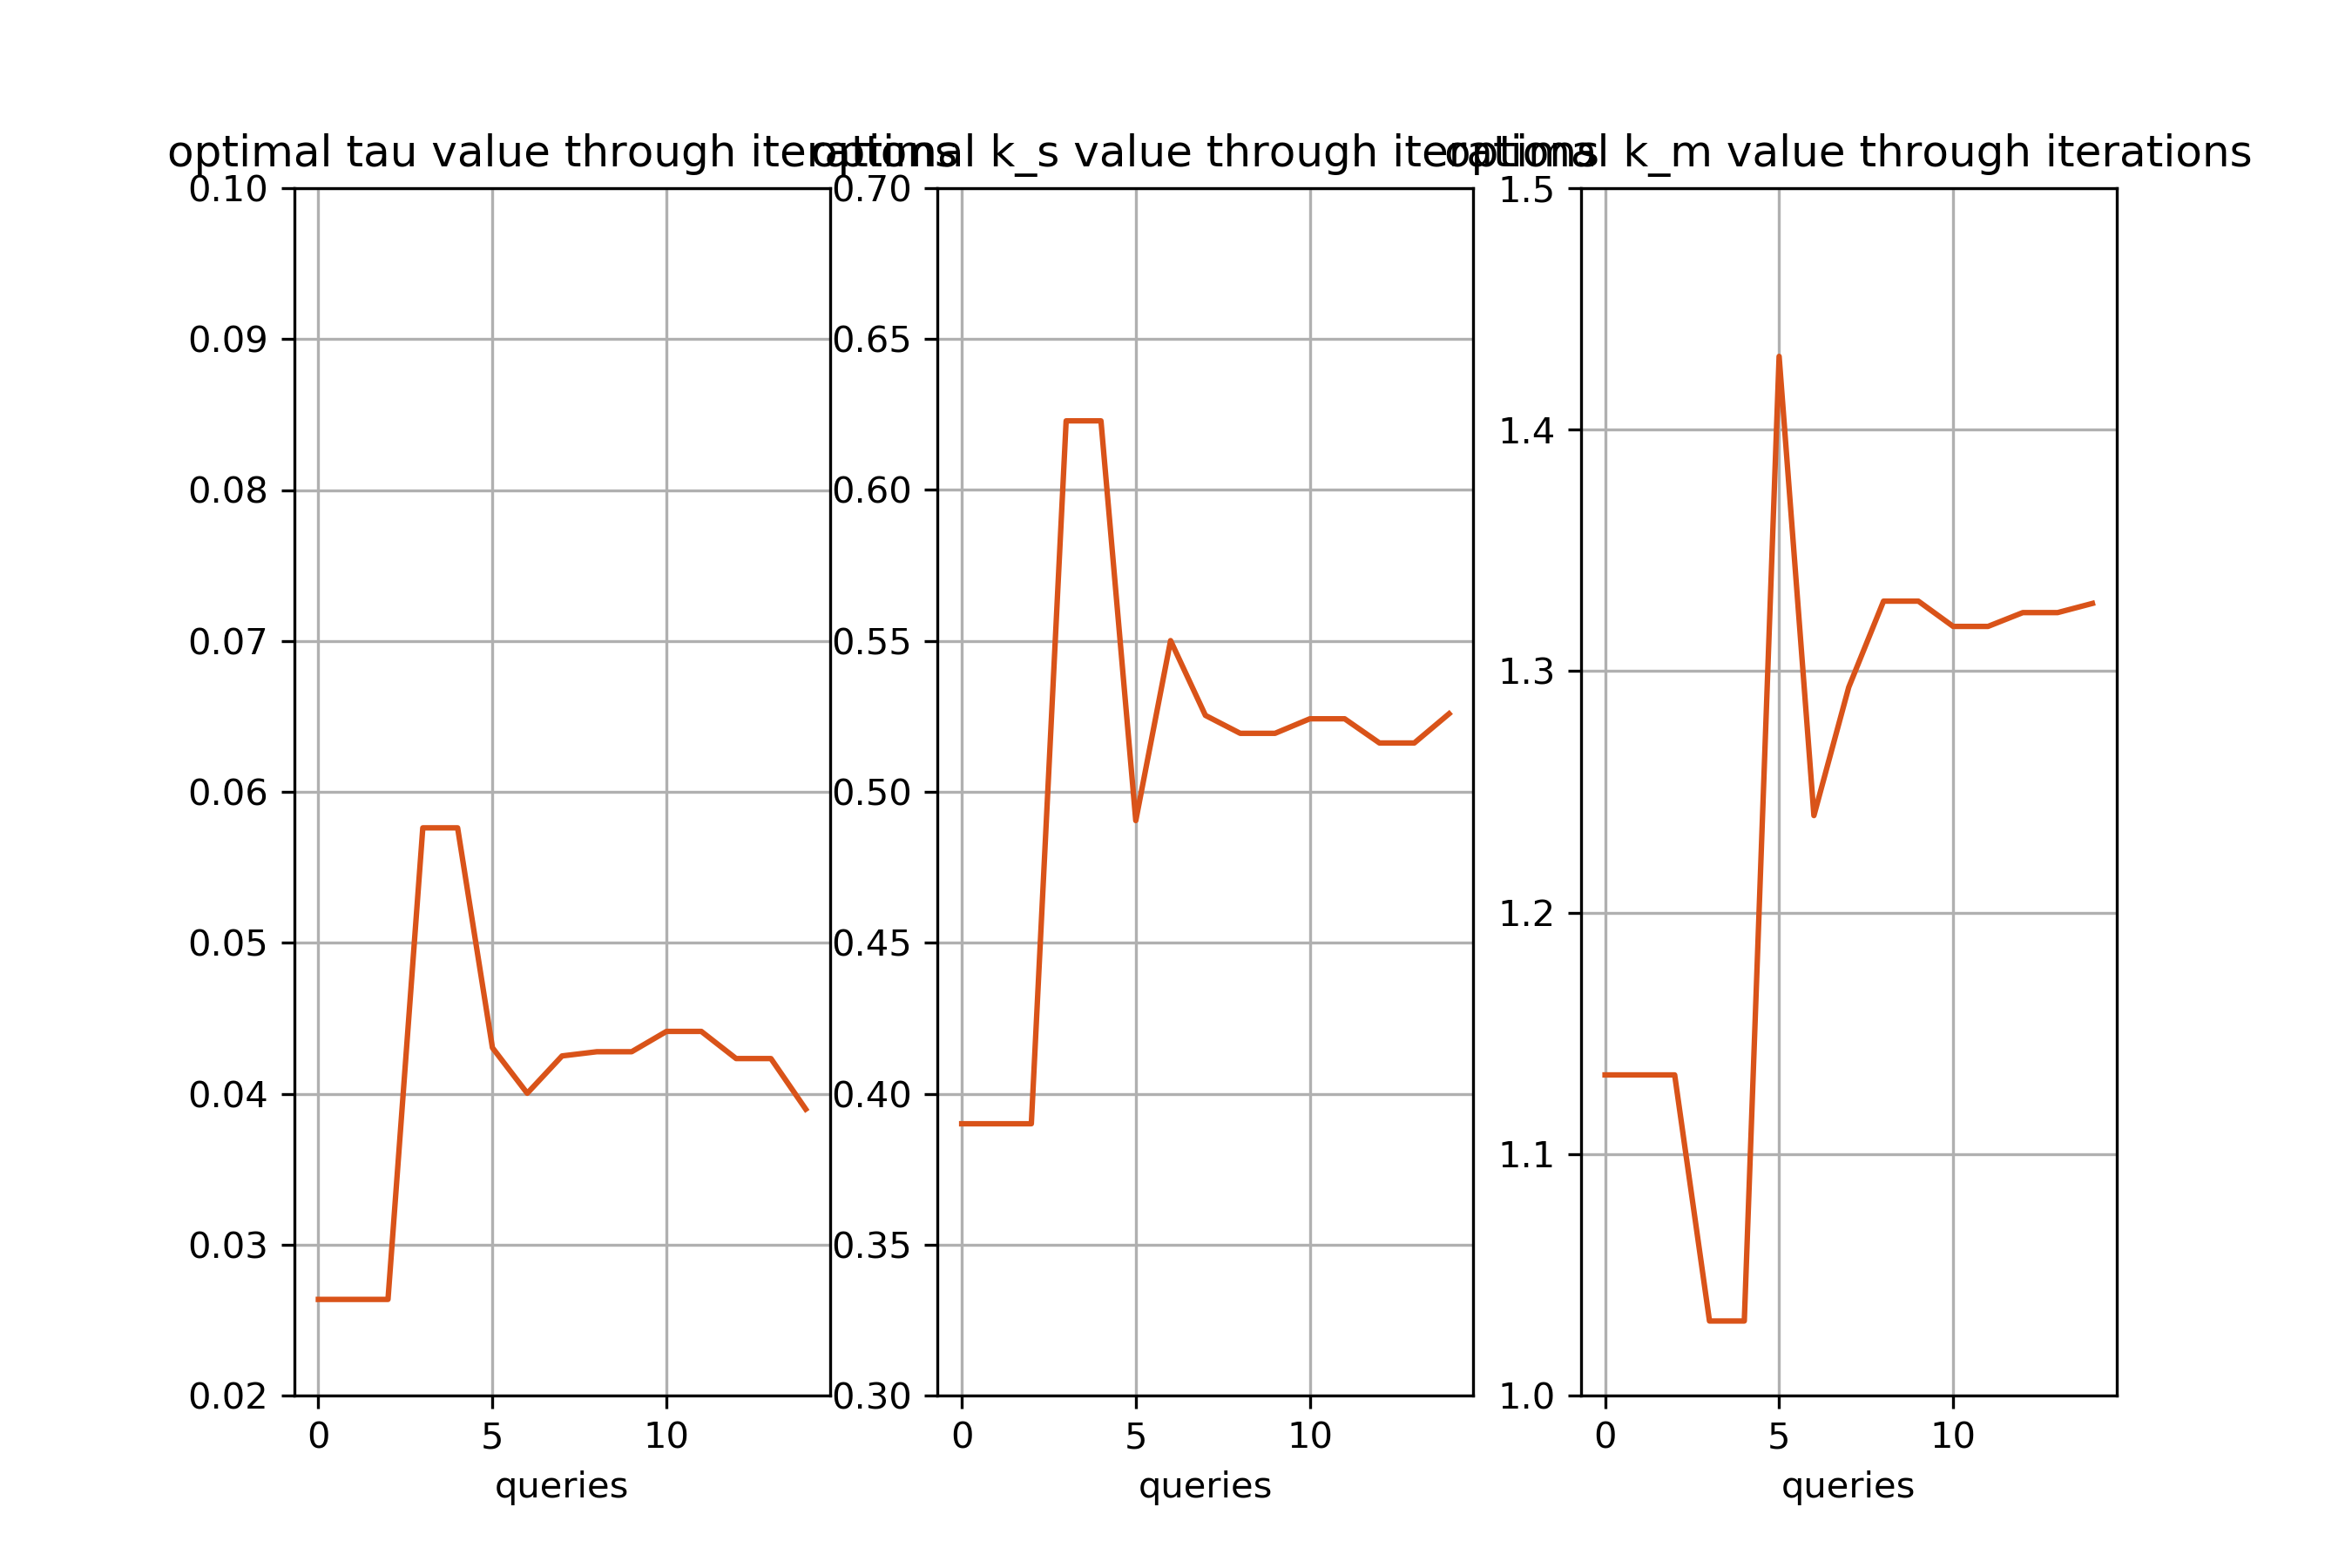 optimal tau value through iterations
optimal k_s value through iterations
optimal k_m value through iterations
0.10
0.09
0.08
0.07
0.06
0.05
0.04
0.03
0.02
0 5 10
queries
0.70
0.65
0.60
0.55
0.50
0.45
0.40
0.35
0.30
0 5 10
queries
1.5
1.4
1.3
1.2
1.1
1.0
0 5 10
queries